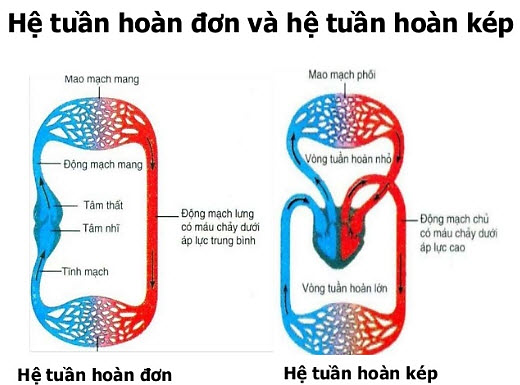 Hệ tuần hoàn đơn và hệ tuần hoàn kép
Mao mạch mang
Động mạch mang
Tâm thất
Tâm nhĩ
Tĩnh mạch
Động mạch lưng
có máu chảy dưới
áp lực trung bình
Hệ tuần hoàn đơn
Mao mạch phổi
Vòng tuần hoàn nhỏ
Động mạch chủ
có máu chảy dưới
áp lực cao
Vòng tuần hoàn lớn
Hệ tuần hoàn kép